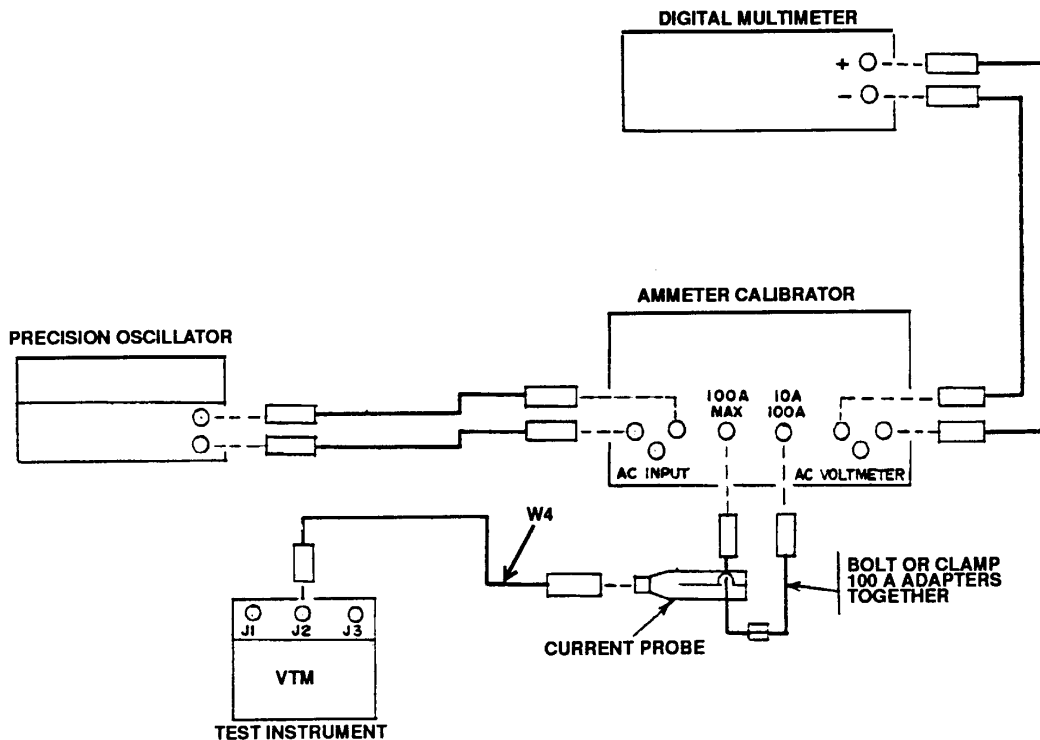 DIGITAL MULTIMETER
+
-
AMMETER CALIBRATOR
PRECISION OSCILLATOR
100A
MAX
10A
100A
AC INPUT
AC VOLTMETER
W4
BOLT OR CLAMP
100 A ADAPTERS
TOGETHER
CURRENT PROBE
J1
J2
J3
VTM
TEST INSTRUMENT